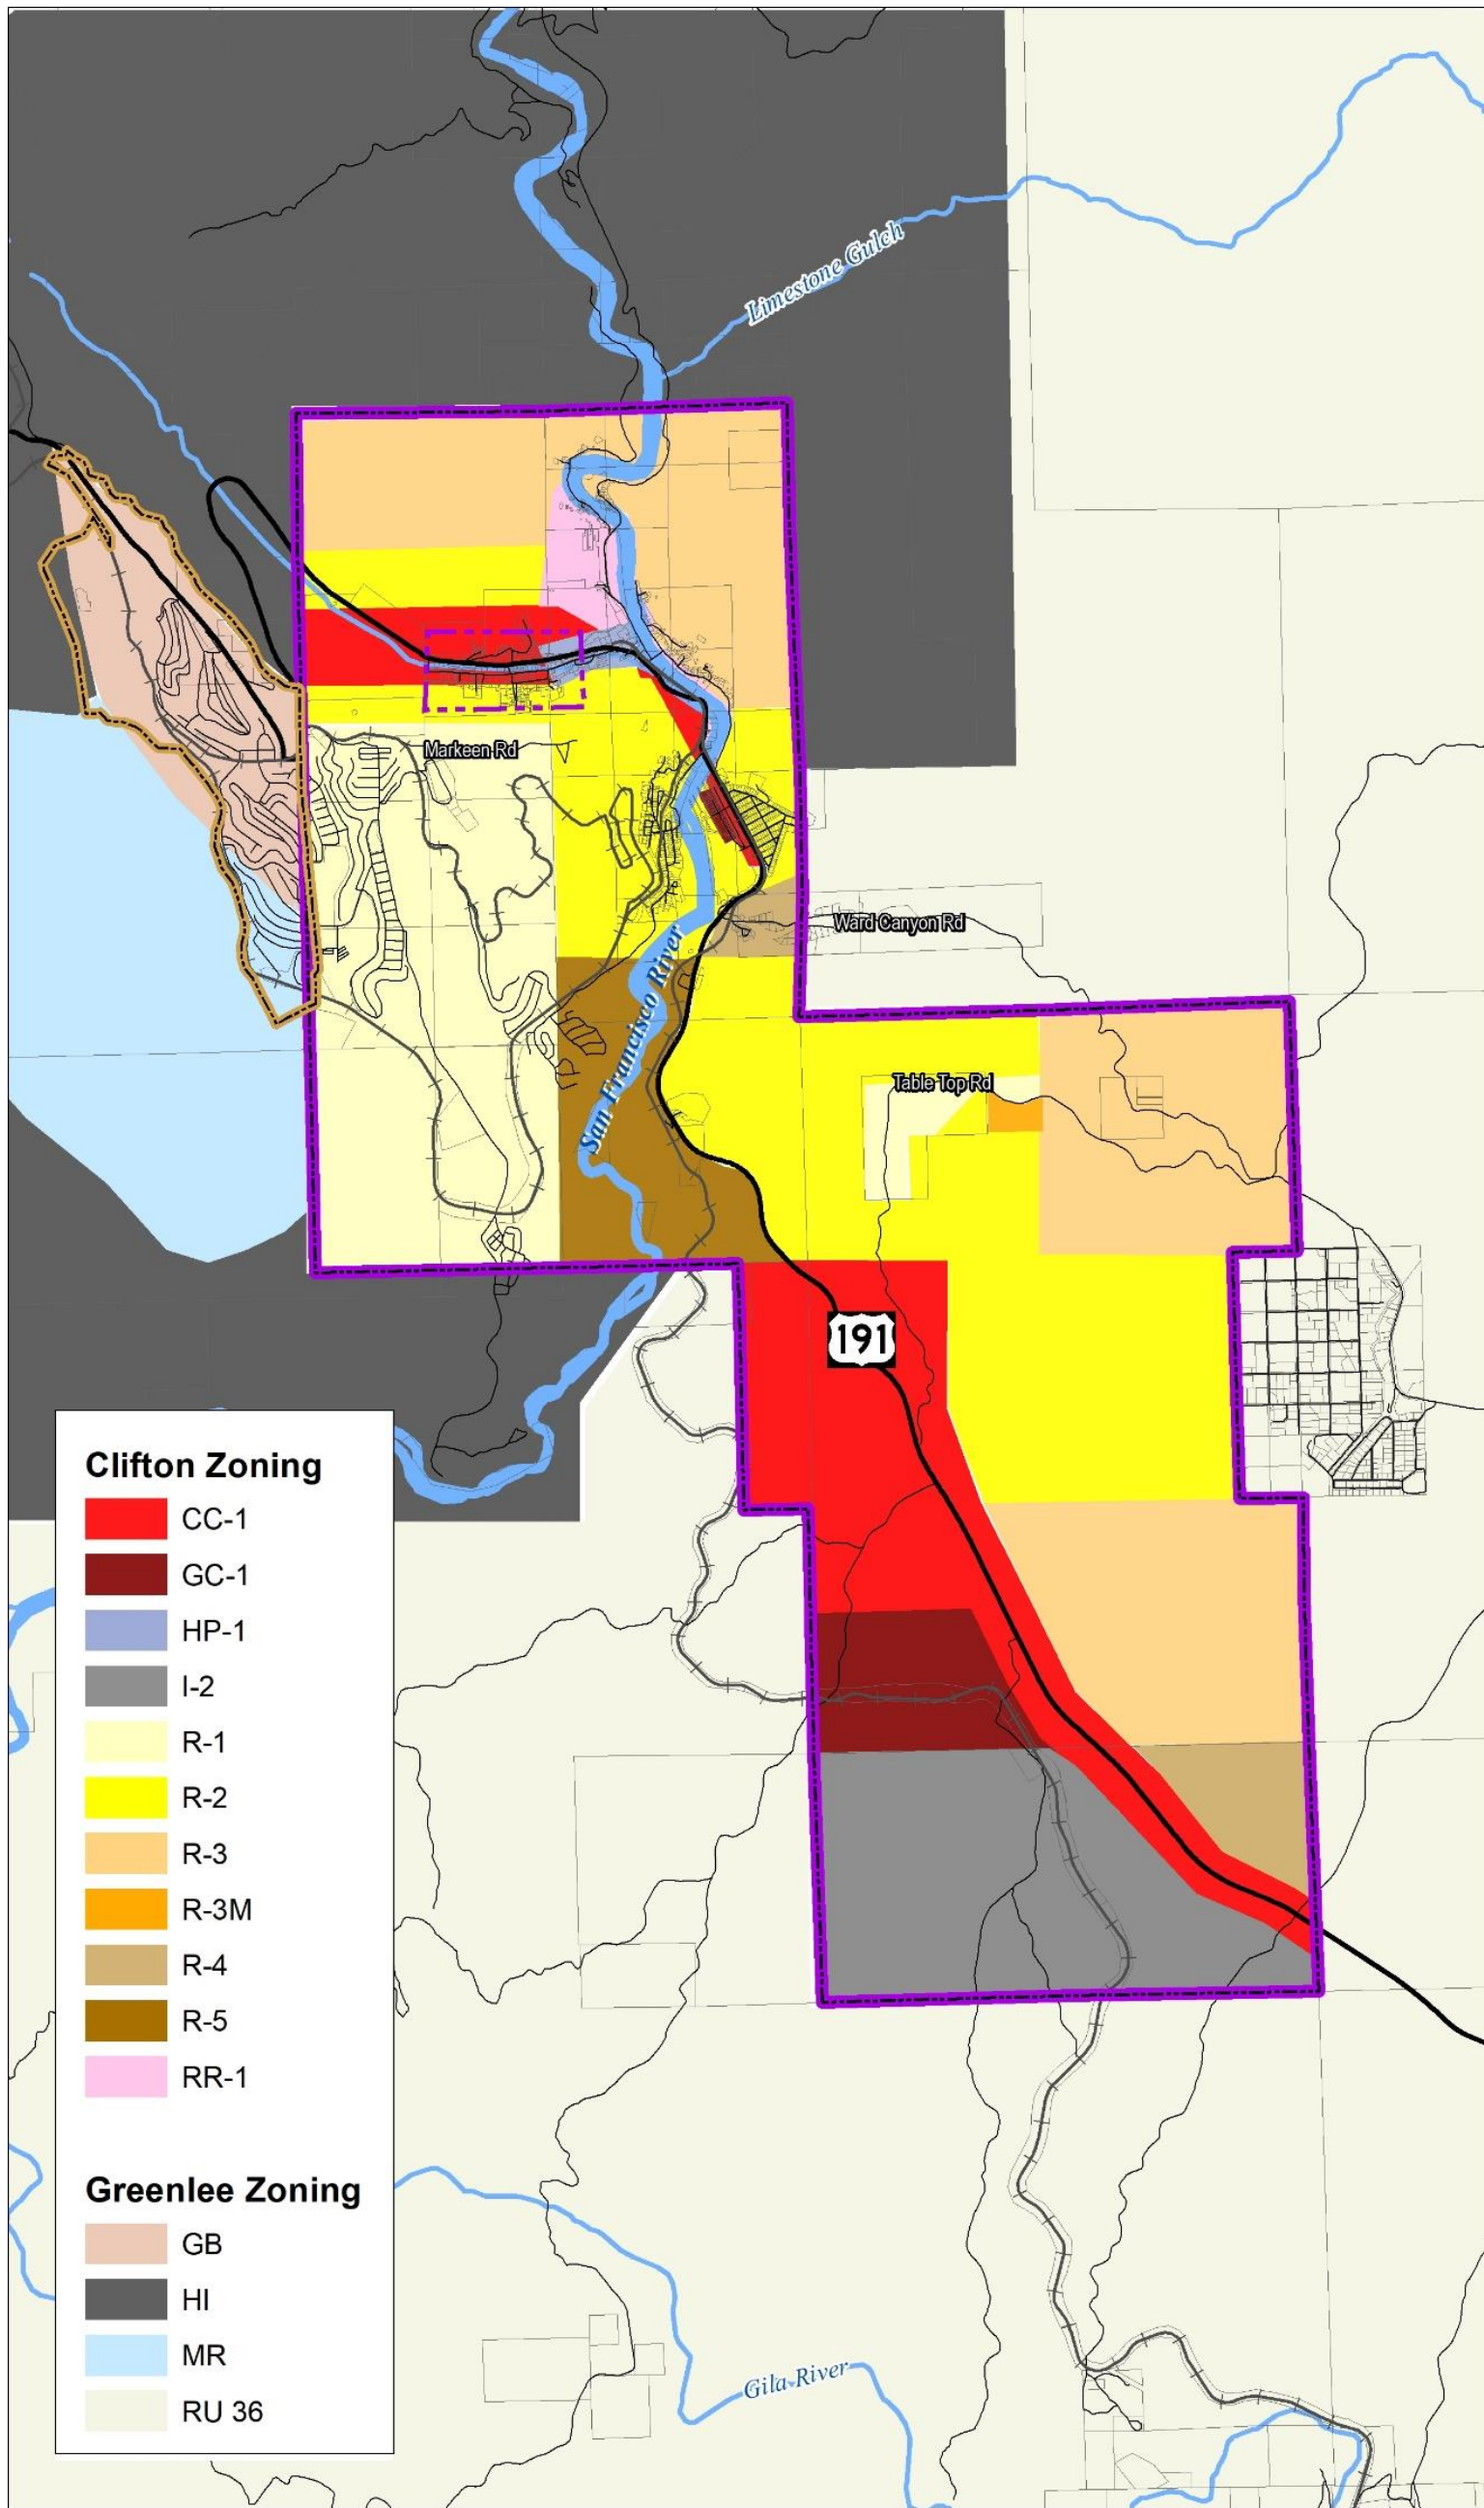 Limestone Gulch
Markeen Rd
Ward Canyon Rd
San Francisco River
Table Top Rd
191
Clifton Zoning
CC-1
GC-1
HP-1
I-2
R-1
R-2
R-3
R-3M
R-4
R-5
RR-1
Greenlee Zoning
GB
HI
MR
RU 36
Gila River